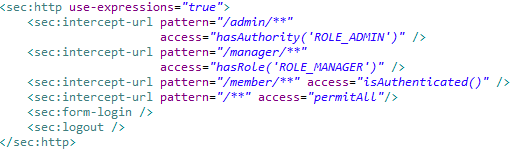 <sec:http use-expressions="true">
<sec:intercept-url pattern="/admin/**"
access="hasAuthority('ROLE_ADMIN')" />
<sec:intercept-url pattern="/manager/**"
access="hasRole('ROLE_MANAGER')" />
<sec:intercept-url pattern="/member/**" access="isAuthenticated()" />
<sec:intercept-url pattern="/**" access="permitAll"/>
<sec:form-login />
<sec:logout />
</sec:http>